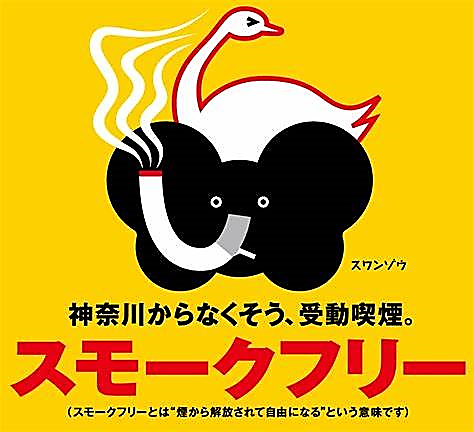 スワンゾウ
神奈川からなくそう、受動喫煙。
スモークフリー
(スモークフリーとは“煙から解放されて自由になる”という意味です)